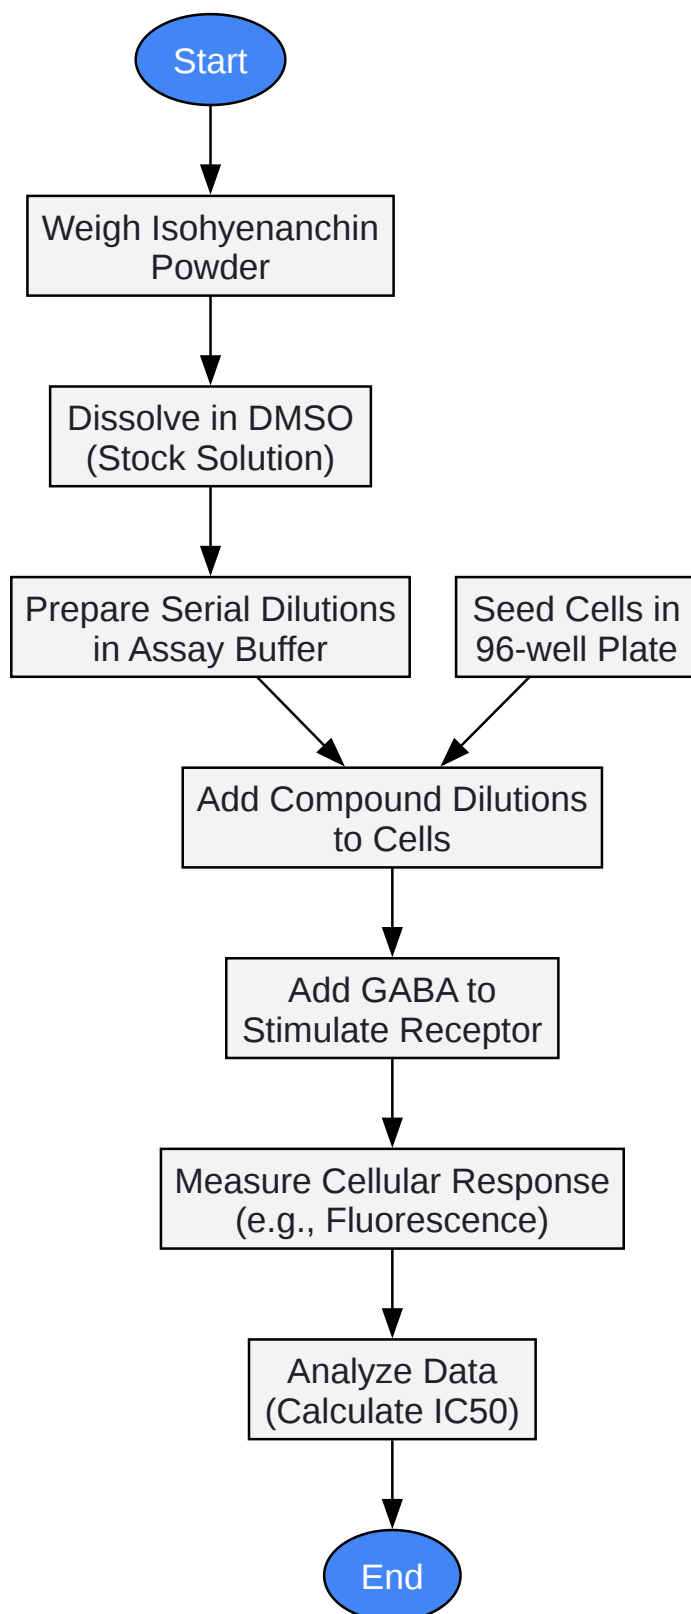 Start
Weigh Isohyenanchin
Powder
Dissolve in DMSO
(Stock Solution)
Prepare Serial Dilutions
in Assay Buffer
Seed Cells in
96-well Plate
Add Compound Dilutions
to Cells
Add GABA to
Stimulate Receptor
Measure Cellular Response
(e.g., Fluorescence)
Analyze Data
(Calculate IC50)
End